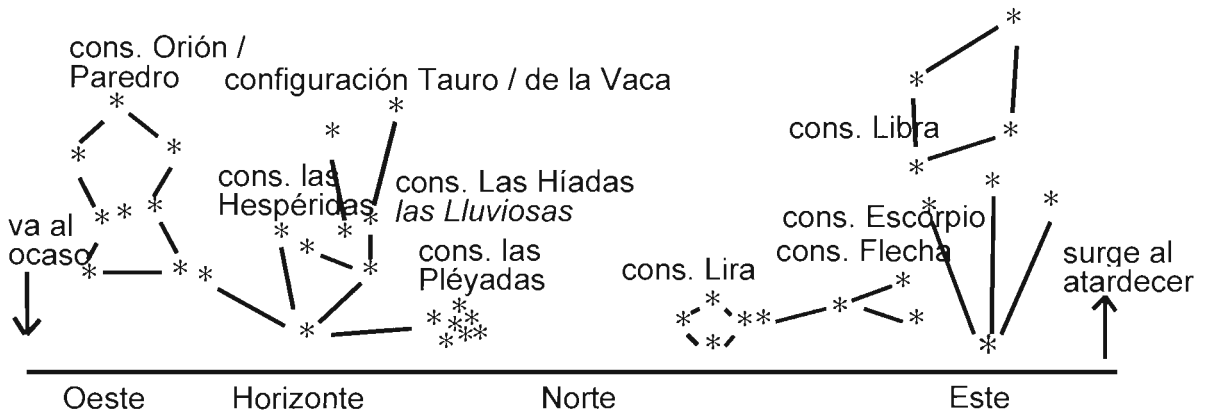 cons. Orión /
Paredro
configuración Tauro / de la Vaca
cons. Libra
cons. las
Hespéridas
cons. Las Híadas
las Lluviosas
va al
ocaso
cons. las
Pléyadas
cons. Lira
cons. Escorpio
cons. Flecha
surge al
atardecer
Oeste
Horizonte
Norte
Este